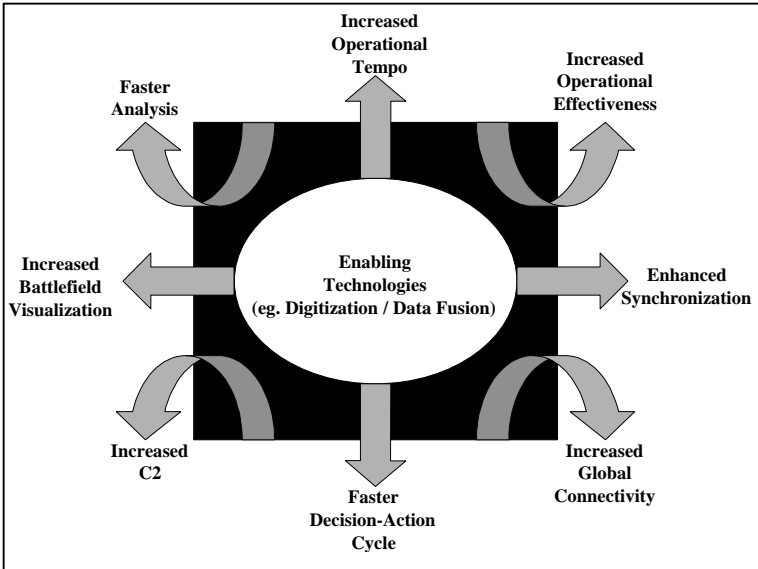 Increased
Operational
Tempo
Increased
Operational
Effectiveness
Faster
Analysis
Enabling
Technologies
(eg. Digitization / Data Fusion)
Increased
Battlefield
Visualization
Enhanced
Synchronization
Increased
C2
Increased
Global
Connectivity
Faster
Decision-Action
Cycle